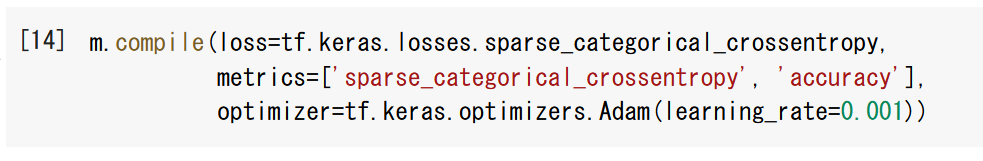 [14] m.compile(loss=tf.keras.losses.sparse_categorical_crossentropy,
metrics=['sparse_categorical_crossentropy', 'accuracy'],
optimizer=tf.keras.optimizers.Adam(learning_rate=0.001))